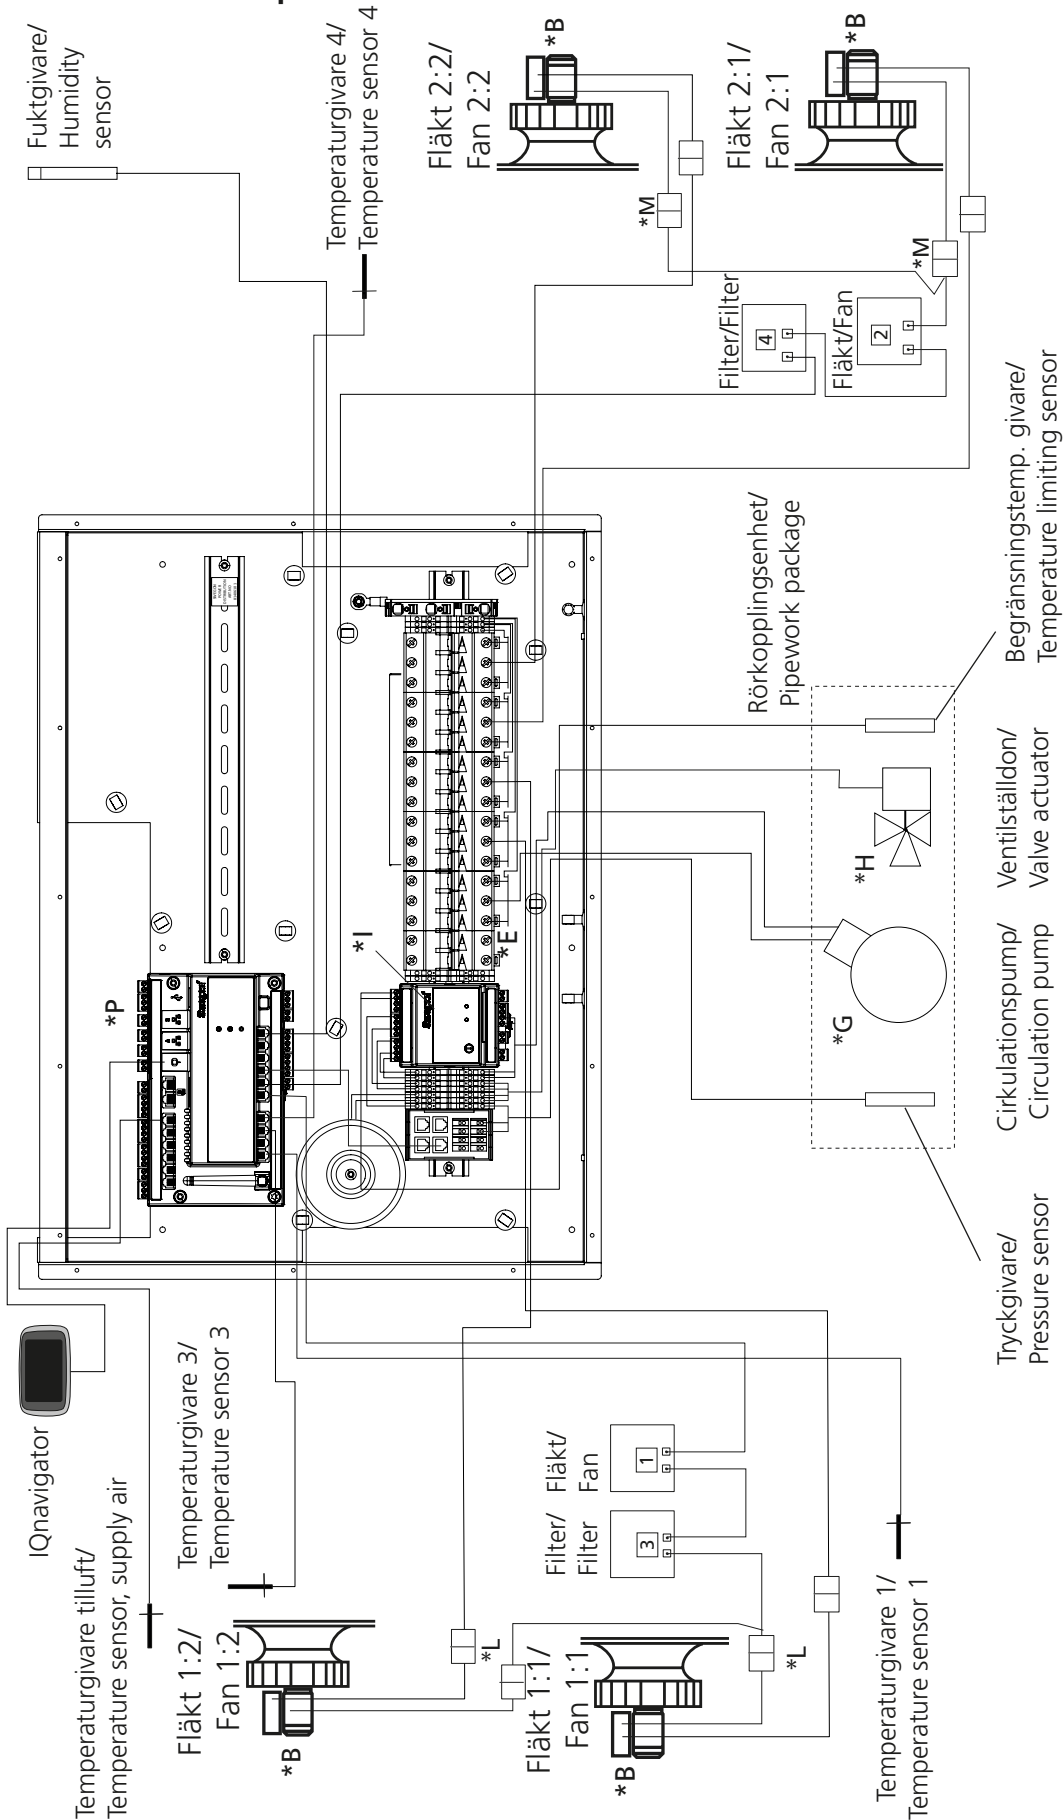 Fuktgivare/
Humidity
sensor
Temperaturgivare 4/
Temperature sensor 4
Fläkt 2:2/
Fan 2:2
*B
Fläkt 2:1/
Fan 2:1
*B
*M
*M
Filter/Filter
4
Fläkt/Fan
2
*P
*I
*E
Rörkopplingsenhet/
Pipework package
Begränsningstemp. givare/
Temperature limiting sensor
Ventilställdon/
Valve actuator
*H
Cirkulationspump/
Circulation pump
*G
Tryckgivare/
Pressure sensor
IQnavigator
Temperaturgivare tilluft/
Temperature sensor, supply air
Temperaturgivare 3/
Temperature sensor 3
Fläkt 1:2/
Fan 1:2
*B
*L
Filter/
Filter
3
Fläkt/
Fan
1
Fläkt 1:1/
Fan 1:1
*B
*L
Temperaturgivare 1/
Temperature sensor 1